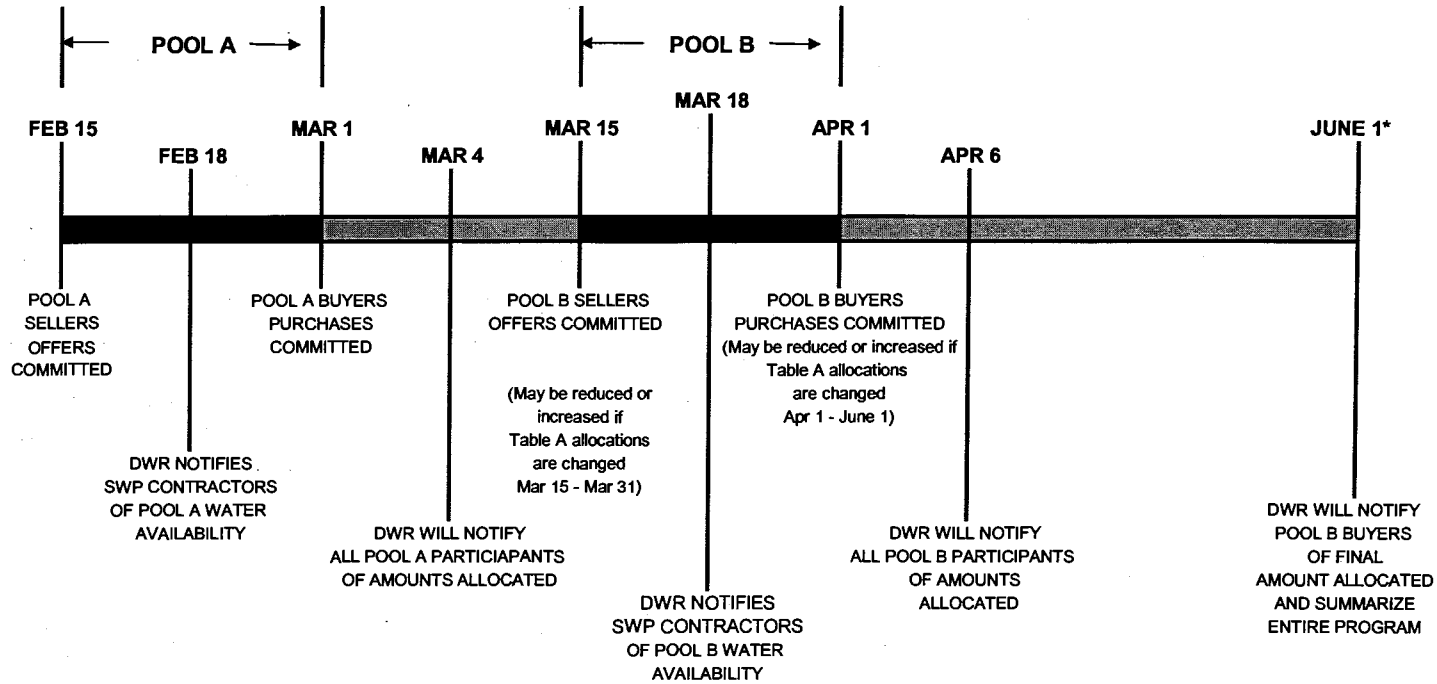 POOL A
POOL B
MAR 18
FEB 15
MAR 1
MAR 15
APR 1
JUNE 1*
FEB 18
MAR 4
APR 6
POOL A
SELLERS
OFFERS
COMMITTED
POOL A BUYERS
PURCHASES
COMMITTED
POOL B SELLERS
OFFERS COMMITTED
(May be reduced or
increased if
Table A allocations
are changed
Mar 15 - Mar 31)
POOL B BUYERS
PURCHASES COMMITTED
(May be reduced or increased if
Table A allocations
are changed
Apr 1 - June 1)
DWR NOTIFIES
SWP CONTRACTORS
OF POOL A WATER
AVAILABILITY
DWR WILL NOTIFY
ALL POOL A PARTICIAPANTS
OF AMOUNTS ALLOCATED
DWR NOTIFIES
SWP CONTRACTORS
OF POOL B WATER
AVAILABILITY
DWR WILL NOTIFY
ALL POOL B PARTICIPANTS
OF AMOUNTS
ALLOCATED
DWR WILL NOTIFY
POOL B BUYERS
OF FINAL
AMOUNT ALLOCATED
AND SUMMARIZE
ENTIRE PROGRAM